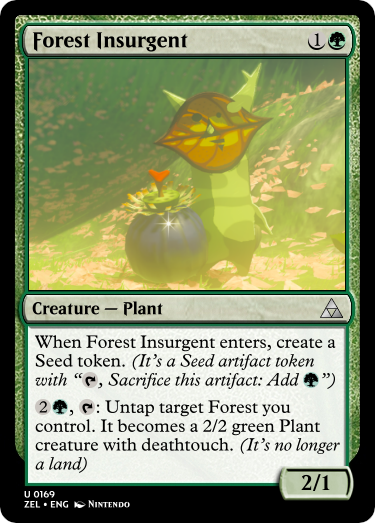 Forest Insurgent 1
Creature — Plant
When Forest Insurgent enters, create a
Seed token. (It's a Seed artifact token
with “, Sacrifice this artifact: Add ”)
2, : Untap target Forest you
control. It becomes a 2/2 green Plant
creature with deathtouch. (It's no longer
a land)
2/1
U 0169
ZEL • ENG Nintendo